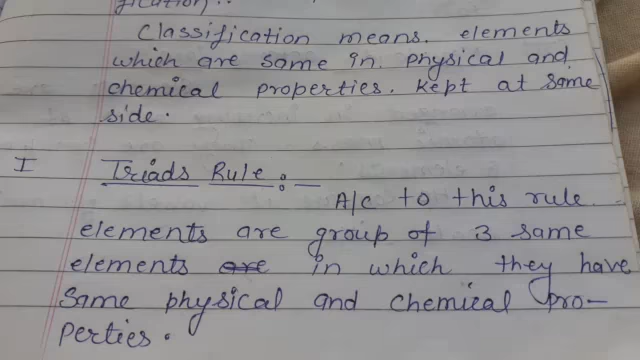 fication:-
Classification means. elements
which are same in physical and
chemical properties. Kept at same
side.
I Triads Rule:-
A/c to this rule
elements are group of 3 same
elements are in which they have
same physical and chemical pro-
perties.